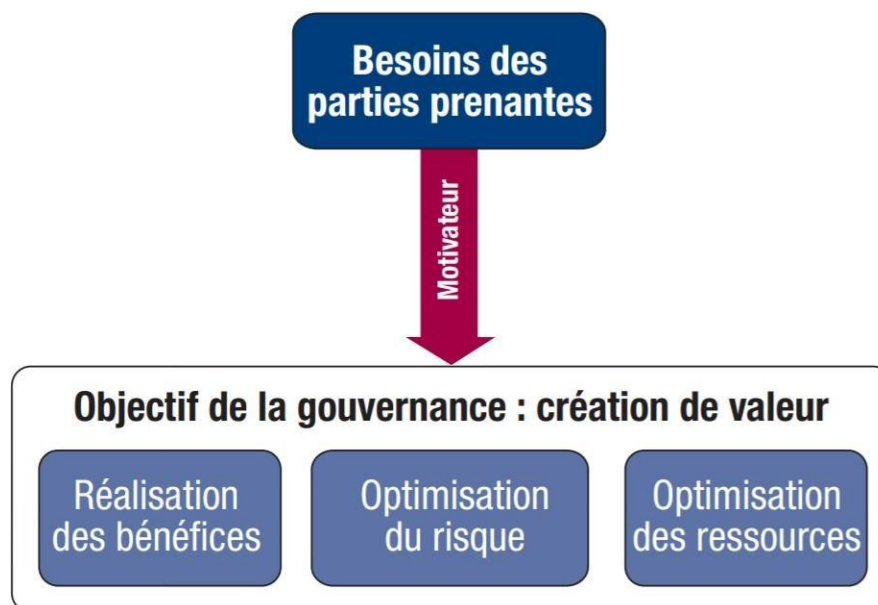 Besoins des
parties prenantes
Motivateur
Objectif de la gouvernance : création de valeur
Réalisation
des bénéfices
Optimisation
du risque
Optimisation
des ressources